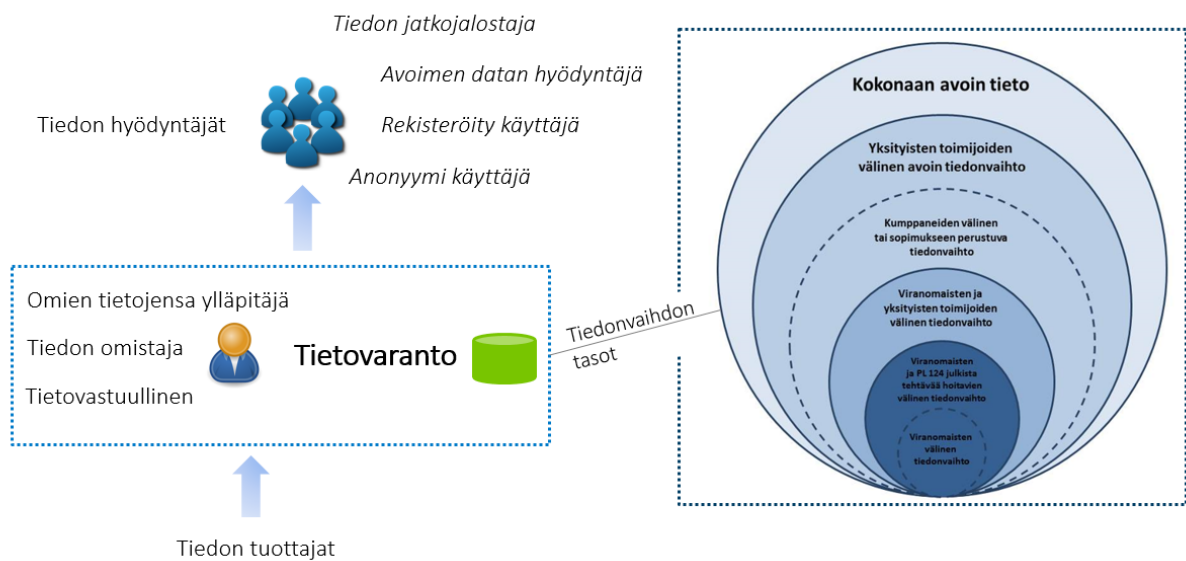 Tiedon jatkojalostaja
Avoimen datan hyödyntäjä
Tiedon hyödyntäjät
Rekisteröity käyttäjä
Anonyymi käyttäjä
Omien tietojensa ylläpitäjä
Tiedon omistaja
Tietovastuullinen
Tietovaranto
Tiedon tuottajat
Tiedonvaihdon
tasot
Kokonaan avoin tieto
Yksityisten toimijoiden
välinen avoin tiedonvaihto
Kumppaneiden välinen
tai sopimukseen perustuva
tiedonvaihto
Viranomaisten ja
yksityisten toimijoiden
välinen tiedonvaihto
Viranomaisten
ja PL 124 julkista
tehtävää hoitavien
välinen tiedonvaihto
Viranomaisten
välinen
tiedonvaihto